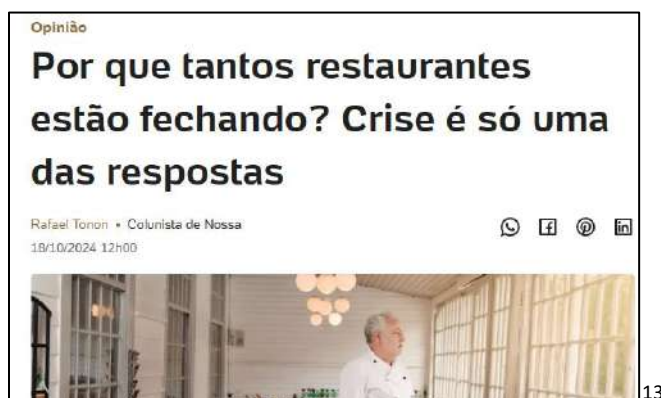 Opinião
Por que tantos restaurantes
estão fechando? Crise é só uma
das respostas
Rafael Tonon • Colunista de Nossa
18/10/2024 12h00
13